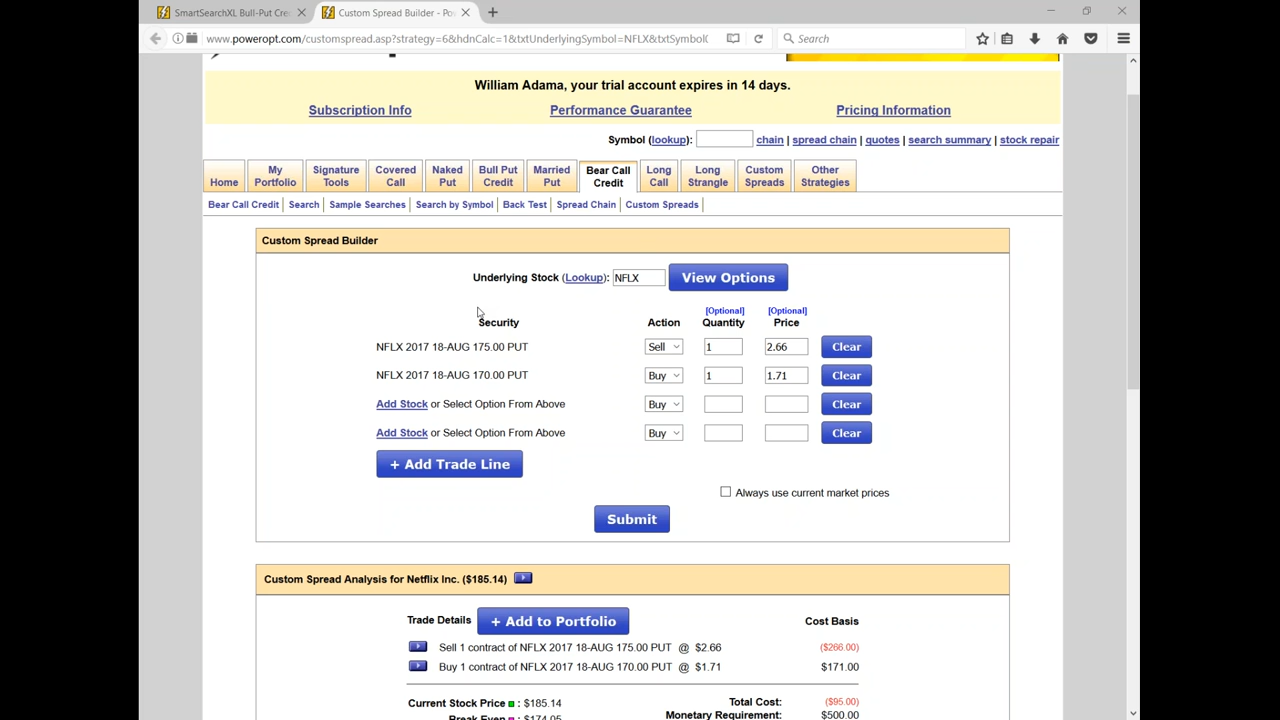 SmartSearchXL Bull-Put Cre
Custom Spread Builder - Po
www.poweropt.com/customspread.asp?strategy=6&hdnCalc=1&txtUnderlyingSymbol=NFLX&txtSymbol(
Search
William Adama, your trial account expires in 14 days.
Subscription Info
Performance Guarantee
Pricing Information
Symbol (lookup): chain | spread chain | quotes | search summary | stock repair
Home
My Portfolio
Signature Tools
Covered Call
Naked Put
Bull Put Credit
Married Put
Bear Call Credit
Long Call
Long Strangle
Custom Spreads
Other Strategies
Bear Call Credit | Search | Sample Searches | Search by Symbol | Back Test | Spread Chain | Custom Spreads |
Custom Spread Builder
Underlying Stock (Lookup): NFLX View Options
[Optional] [Optional]
Security Action Quantity Price
NFLX 2017 18-AUG 175.00 PUT Sell 1 2.66 Clear
NFLX 2017 18-AUG 170.00 PUT Buy 1 1.71 Clear
Add Stock or Select Option From Above Buy Clear
Add Stock or Select Option From Above Buy Clear
+ Add Trade Line
Always use current market prices
Submit
Custom Spread Analysis for Netflix Inc. ($185.14)
Trade Details + Add to Portfolio Cost Basis
Sell 1 contract of NFLX 2017 18-AUG 175.00 PUT @ $2.66 ($266.00)
Buy 1 contract of NFLX 2017 18-AUG 170.00 PUT @ $1.71 $171.00
Current Stock Price : $185.14 Total Cost: ($95.00)
Break Even : $174.05 Monetary Requirement: $500.00